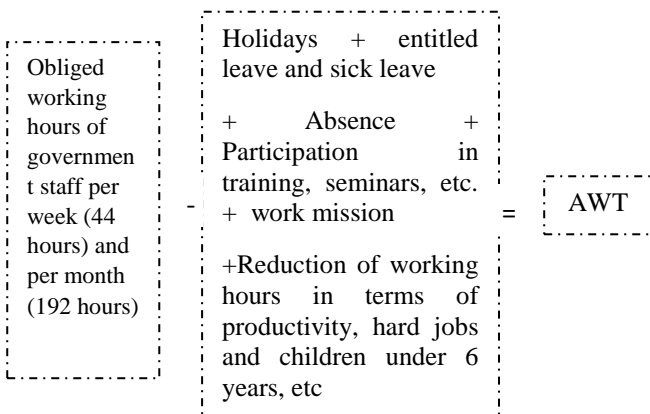 Obliged
working
hours of
governmen
t staff per
week (44
hours) and
per month
(192 hours)
-
Holidays + entitled
leave and sick leave
+ Absence +
Participation in
training, seminars, etc.
+ work mission
+Reduction of working
hours in terms of
productivity, hard jobs
and children under 6
years, etc
=
AWT